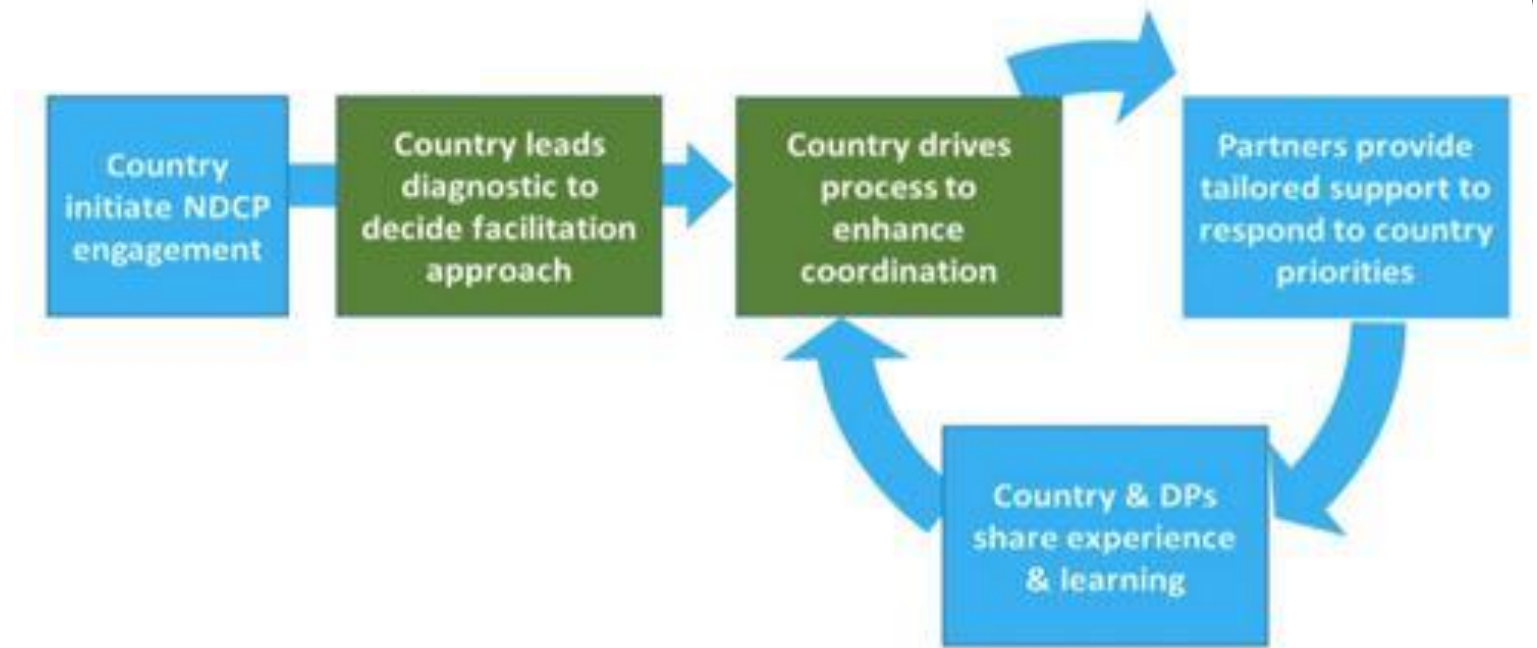 Country
initiate NDCP
engagement
Country leads
diagnostic to
decide facilitation
approach
Country drives
process to
enhance
coordination
Partners provide
tailored support to
respond to country
priorities
Country & DPs
share experience
& learning